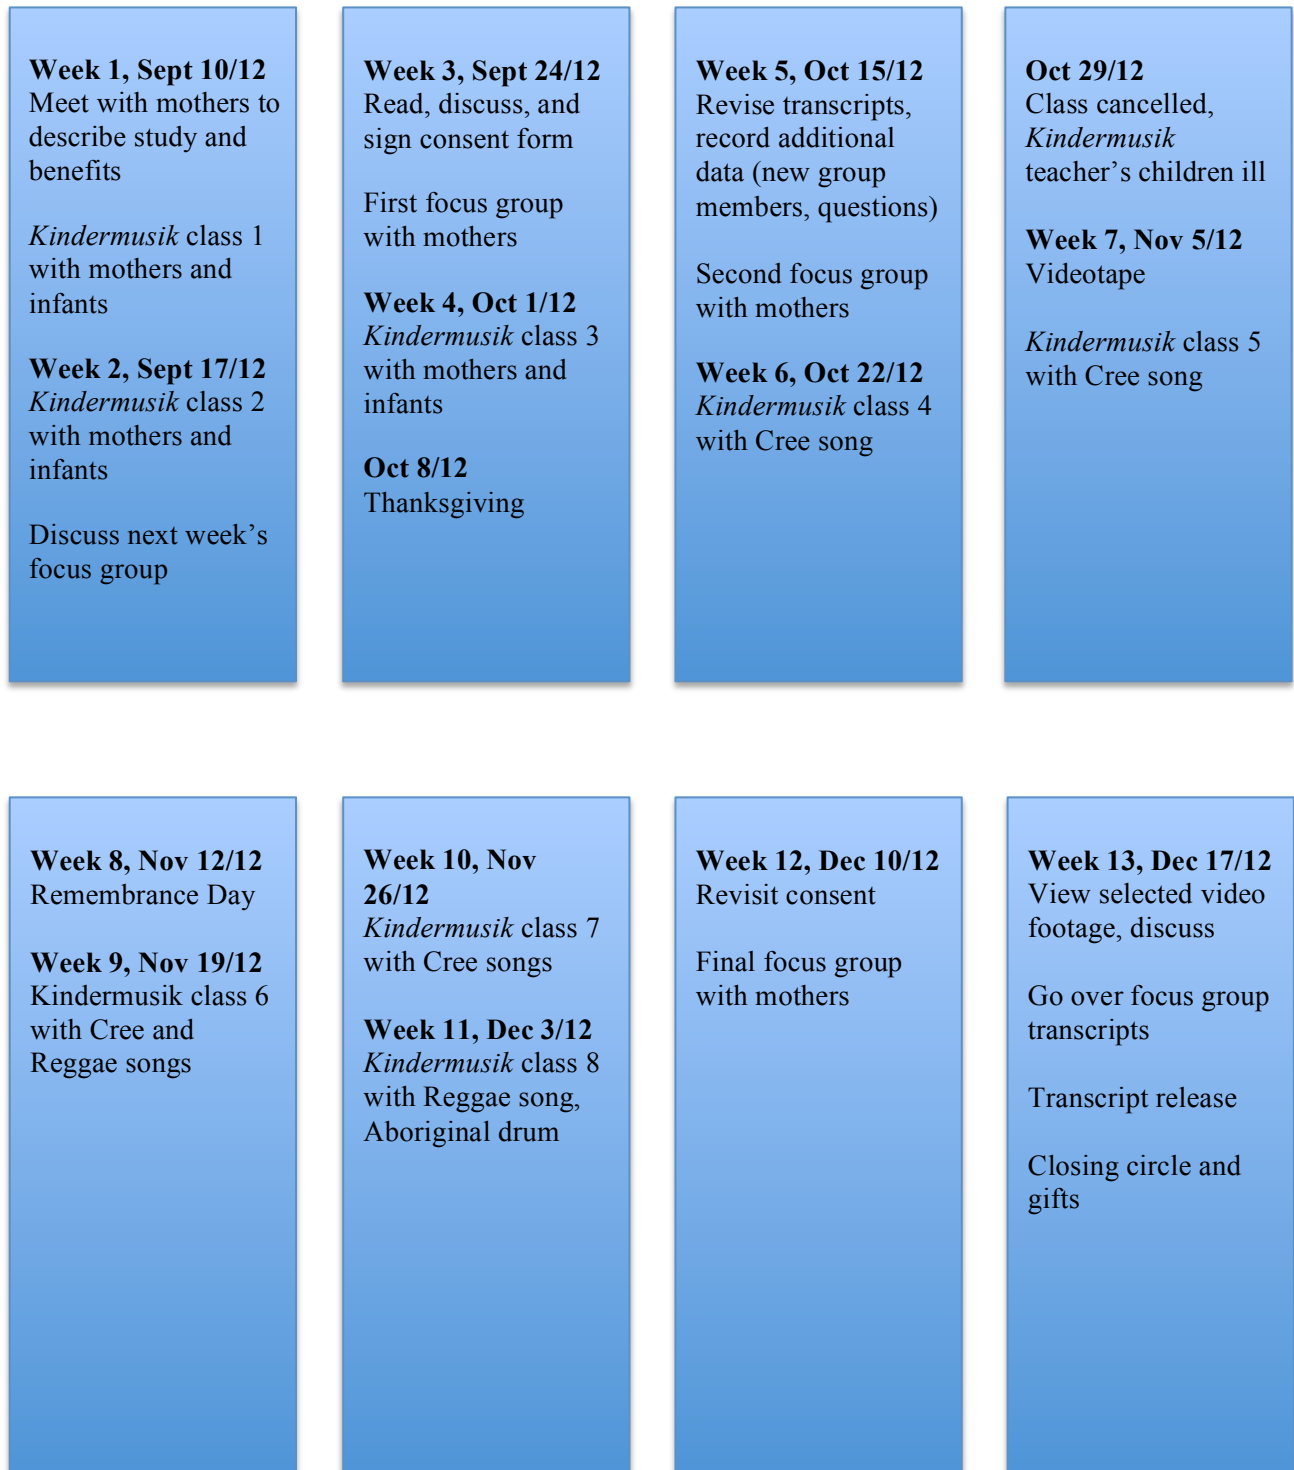 Week 1, Sept 10/12
Meet with mothers to
describe study and
benefits
Kindermusik class 1
with mothers and
infants
Week 2, Sept 17/12
Kindermusik class 2
with mothers and
infants
Discuss next week’s
focus group
Week 3, Sept 24/12
Read, discuss, and
sign consent form
First focus group
with mothers
Week 4, Oct 1/12
Kindermusik class 3
with mothers and
infants
Oct 8/12
Thanksgiving
Week 5, Oct 15/12
Revise transcripts,
record additional
data (new group
members, questions)
Second focus group
with mothers
Week 6, Oct 22/12
Kindermusik class 4
with Cree song
Oct 29/12
Class cancelled,
Kindermusik
teacher’s children ill
Week 7, Nov 5/12
Videotape
Kindermusik class 5
with Cree song
Week 8, Nov 12/12
Remembrance Day
Week 9, Nov 19/12
Kindermusik class 6
with Cree and
Reggae songs
Week 10, Nov
26/12
Kindermusik class 7
with Cree songs
Week 11, Dec 3/12
Kindermusik class 8
with Reggae song,
Aboriginal drum
Week 12, Dec 10/12
Revisit consent
Final focus group
with mothers
Week 13, Dec 17/12
View selected video
footage, discuss
Go over focus group
transcripts
Transcript release
Closing circle and
gifts